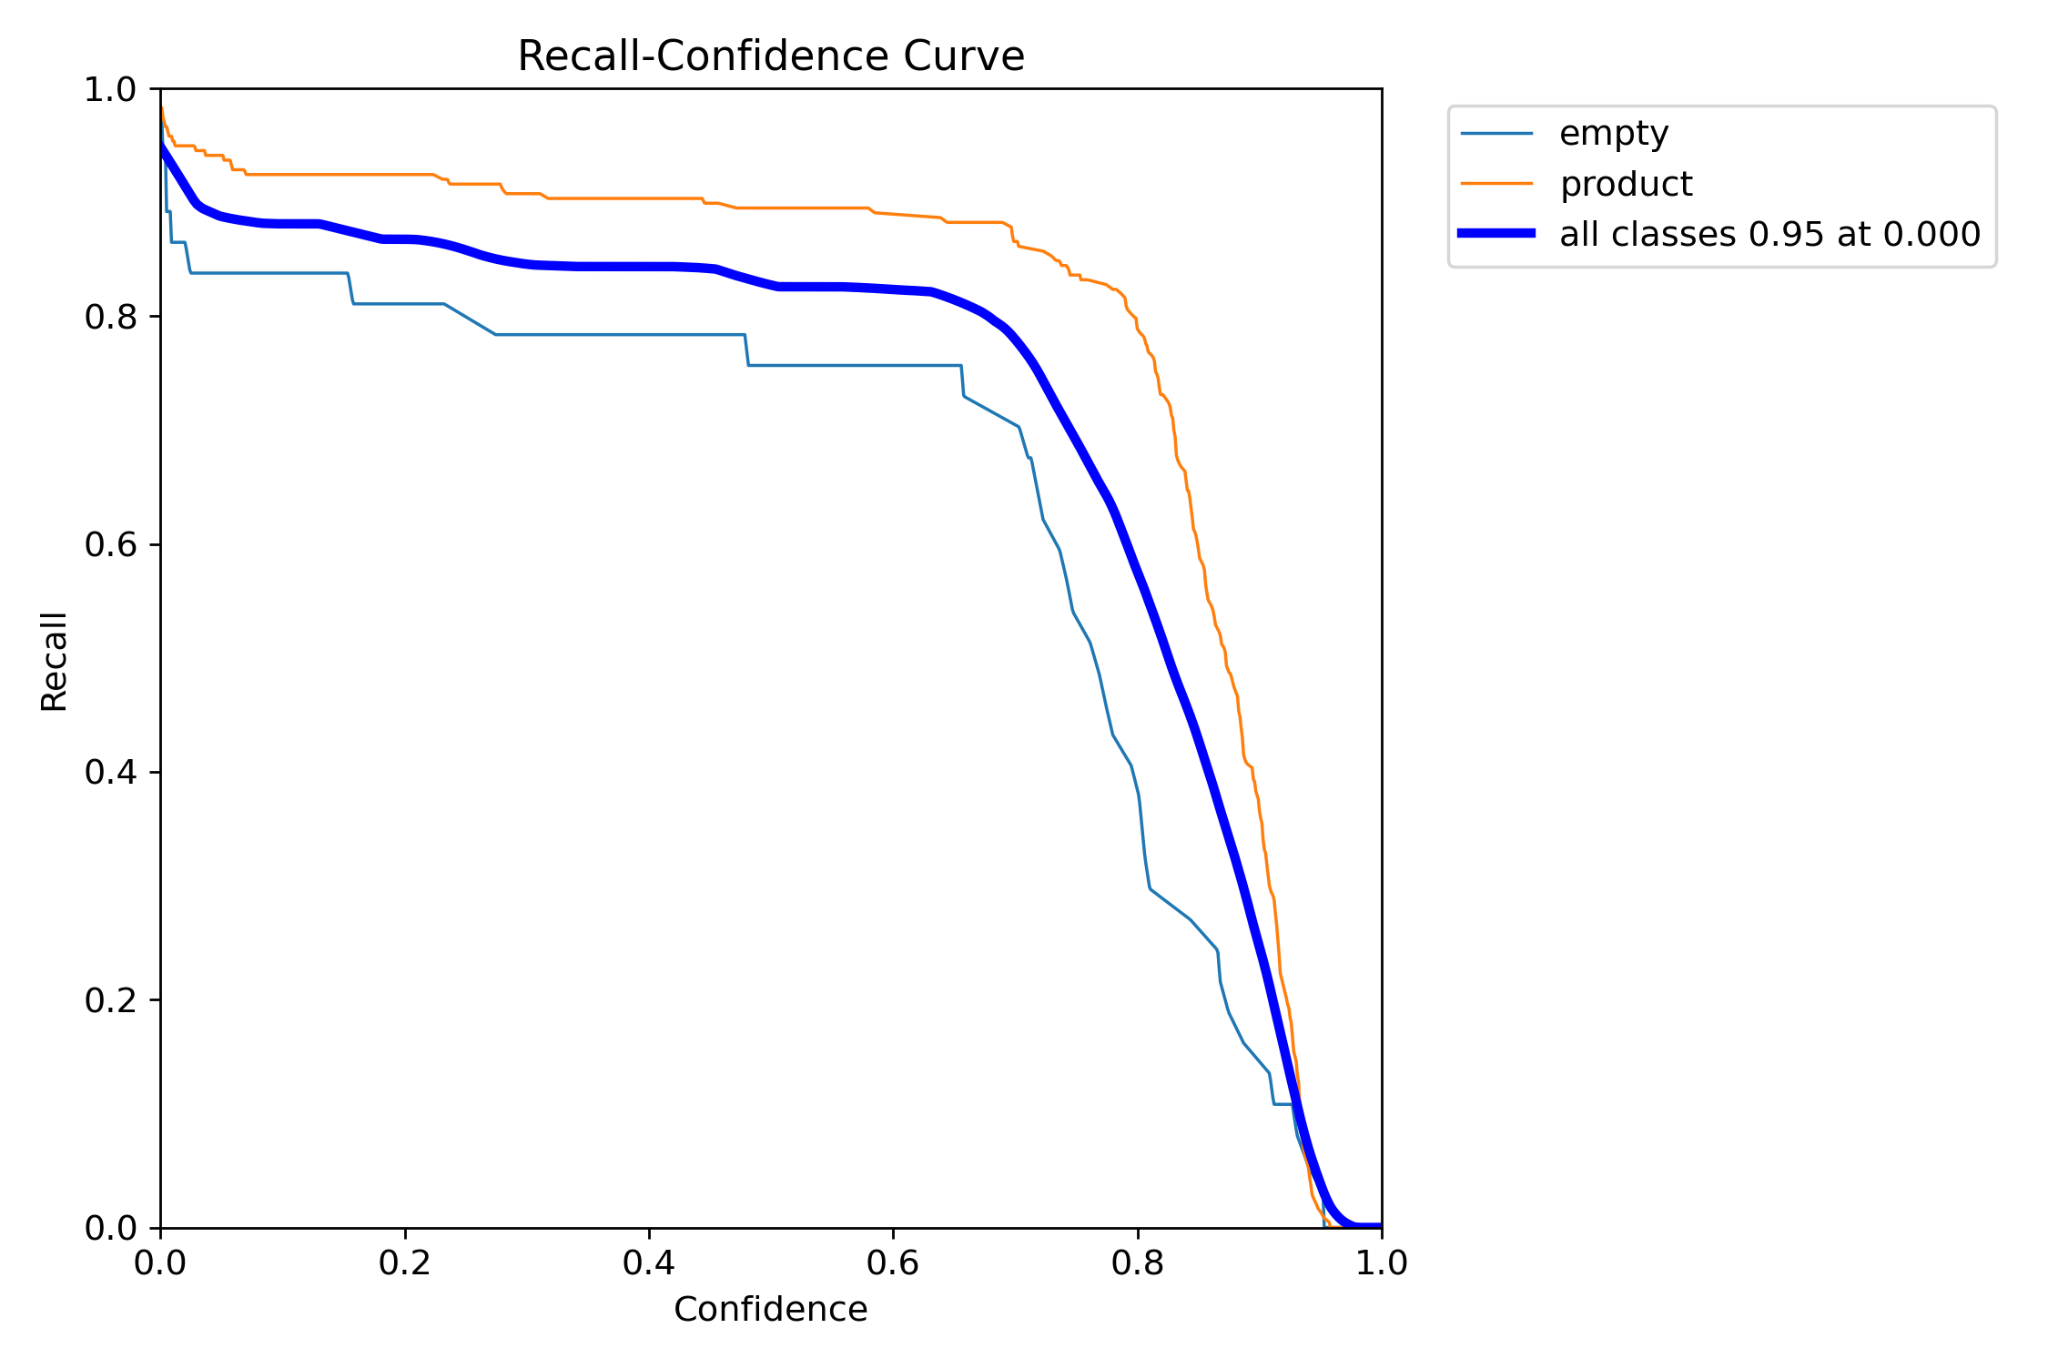 Recall-Confidence Curve
1.0
0.8
0.6
0.4
0.2
0.0
Recall
0.0 0.2 0.4 0.6 0.8 1.0
Confidence
empty
product
all classes 0.95 at 0.000